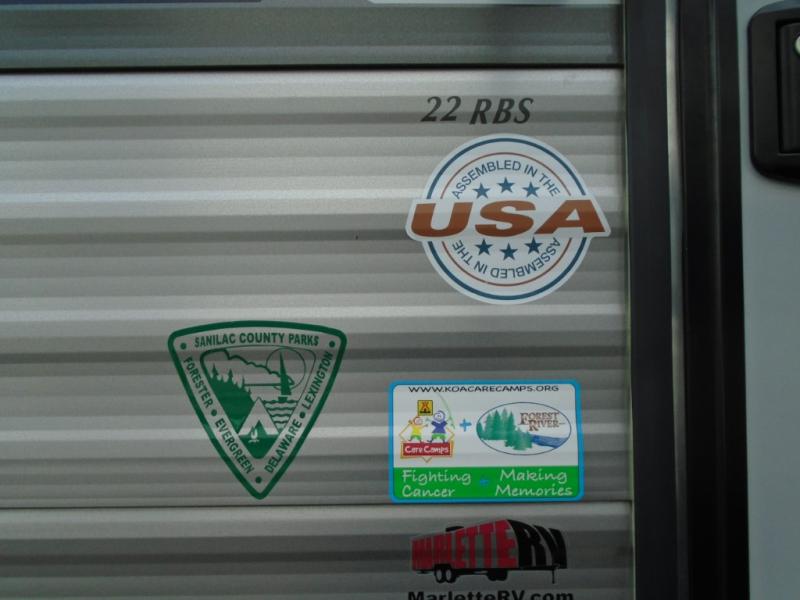 22 RBS
ASSEMBLED IN THE
USA
ASSEMBLED IN THE
SANILAC COUNTY PARKS
FORESTER • EVERGREEN • DELAWARE • LEXINGTON
WWW.KOACARECAMPS.ORG
Care Camps
+
FOREST RIVER
Fighting + Making
Cancer Memories
MARLETTE RV
MarletteRV.com